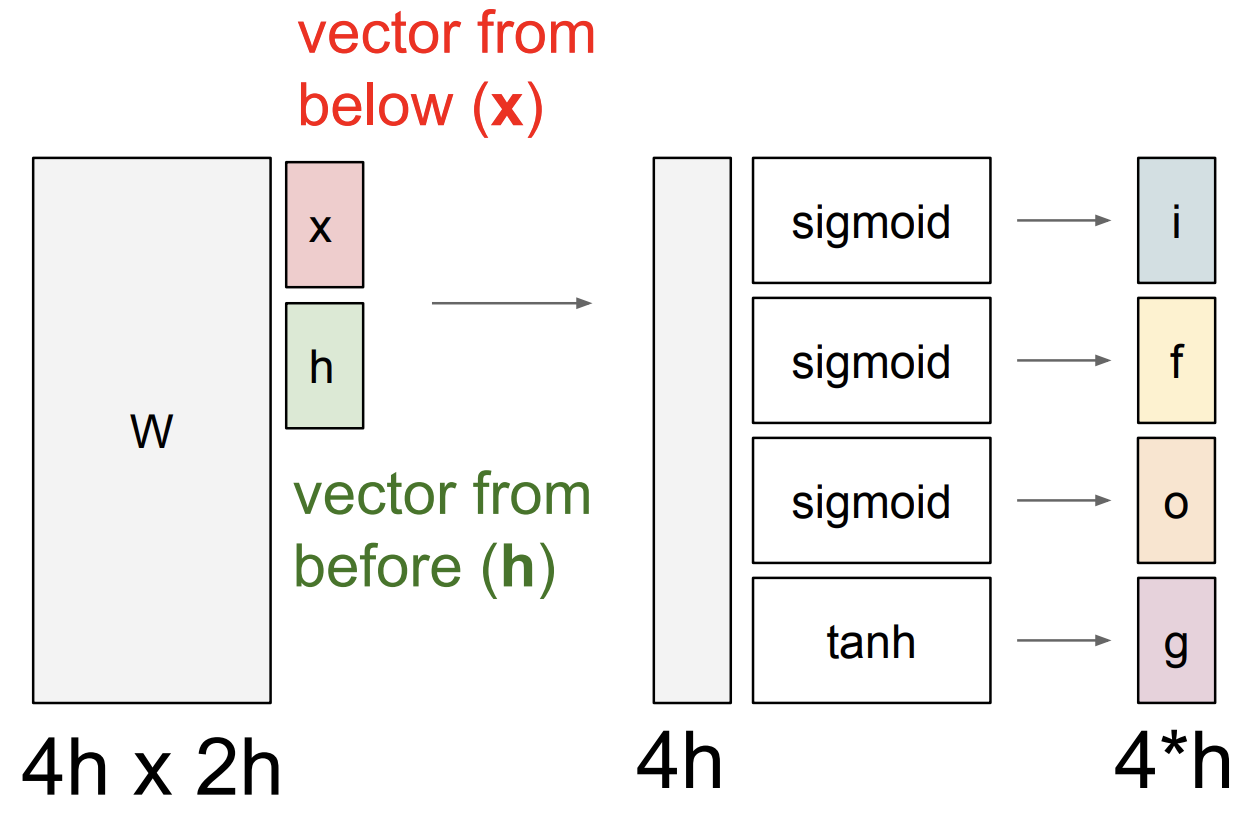 vector from
below (x)
x
h
W
vector from
before (h)
4h x 2h
4h
sigmoid
i
sigmoid
f
sigmoid
o
tanh
g
4*h